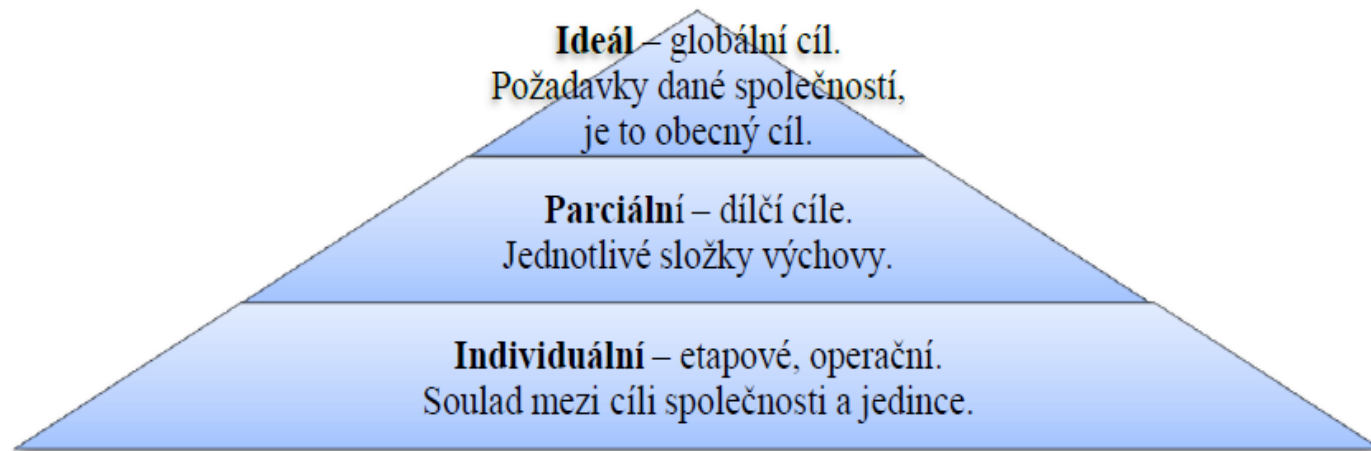 Ideál – globální cíl.
Požadavky dané společností,
je to obecný cíl.
Parciální – dílčí cíle.
Jednotlivé složky výchovy.
Individuální – etapové, operační.
Soulad mezi cíli společnosti a jedince.